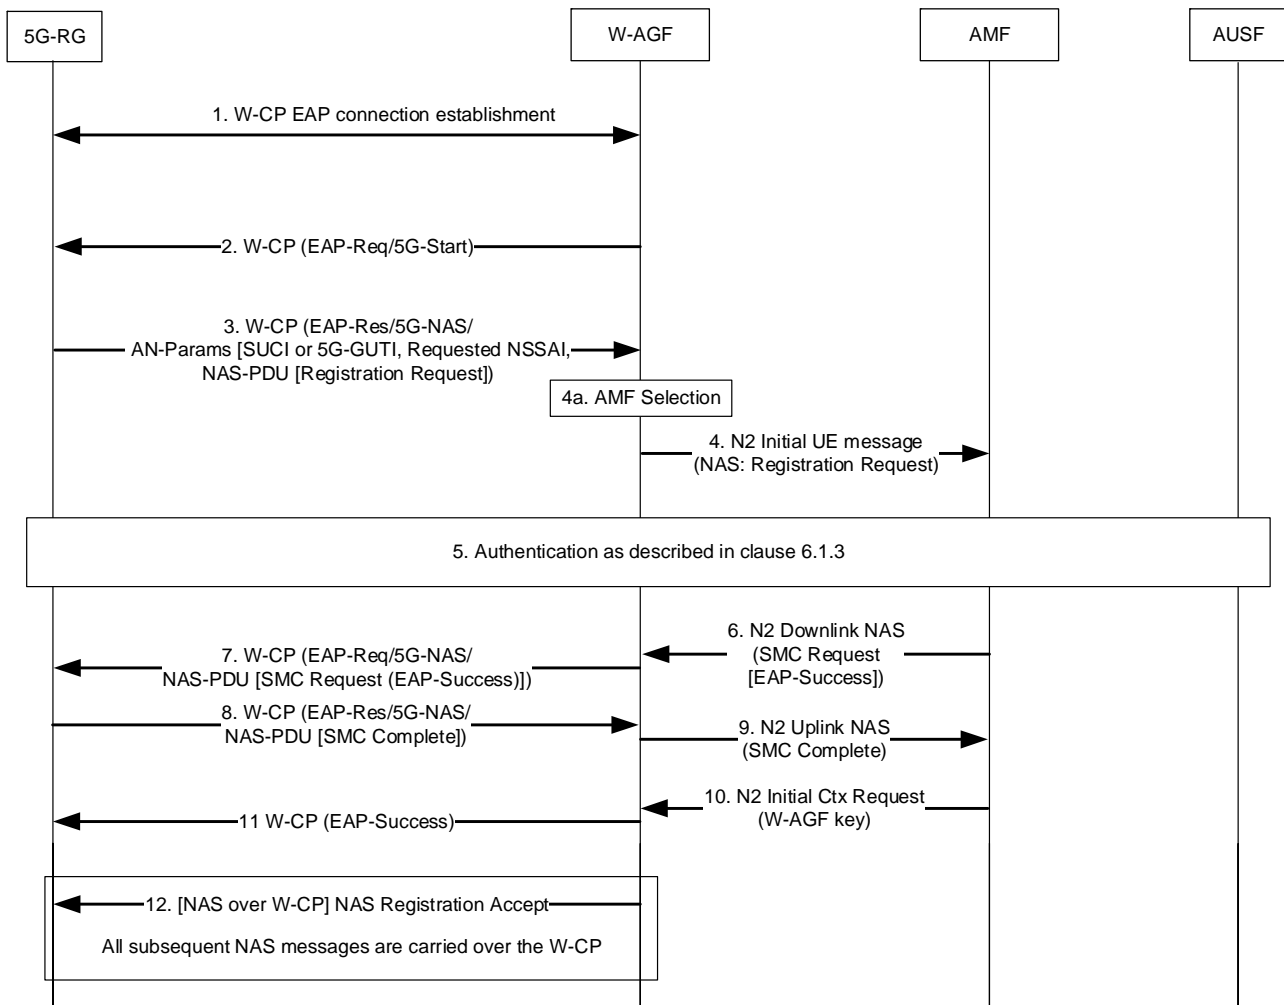 5G-RG
W-AGF
AMF
AUSF
1. W-CP EAP connection establishment
2. W-CP (EAP-Req/5G-Start)
3. W-CP (EAP-Res/5G-NAS/
AN-Params [SUCI or 5G-GUTI, Requested NSSAI,
NAS-PDU [Registration Request])
4a. AMF Selection
4. N2 Initial UE message
(NAS: Registration Request)
5. Authentication as described in clause 6.1.3
6. N2 Downlink NAS
(SMC Request
[EAP-Success])
7. W-CP (EAP-Req/5G-NAS/
NAS-PDU [SMC Request (EAP-Success)])
8. W-CP (EAP-Res/5G-NAS/
NAS-PDU [SMC Complete])
9. N2 Uplink NAS
(SMC Complete)
10. N2 Initial Ctx Request
(W-AGF key)
11 W-CP (EAP-Success)
12. [NAS over W-CP] NAS Registration Accept
All subsequent NAS messages are carried over the W-CP